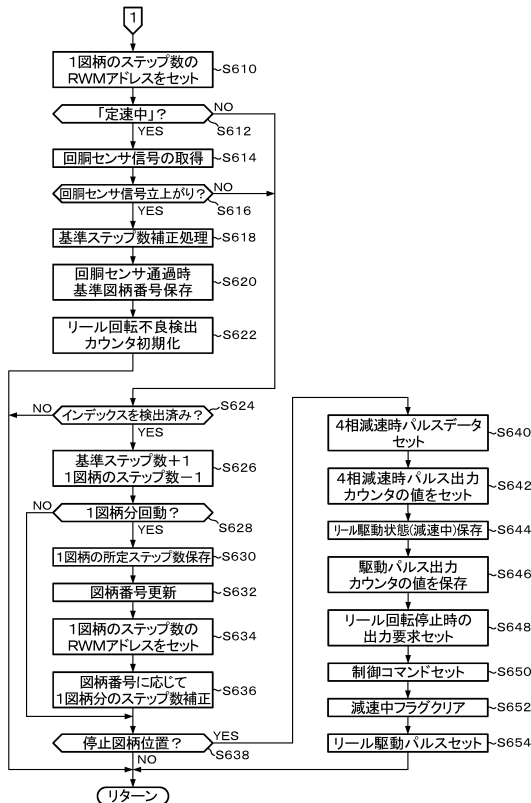 1
1図柄のステップ数の
RWMアドレスをセット
S610
「定速中」?
NO
S612
YES
回胴センサ信号の取得
S614
回胴センサ信号立上がり?
NO
S616
YES
基準ステップ数補正処理
S618
回胴センサ通過時
基準図柄番号保存
S620
リール回転不良検出
カウンタ初期化
S622
NO
インデックスを検出済み?
S624
YES
基準ステップ数+1
1図柄のステップ数−1
S626
NO
1図柄分回動?
S628
YES
1図柄の所定ステップ数保存
S630
図柄番号更新
S632
1図柄のステップ数の
RWMアドレスをセット
S634
図柄番号に応じて
1図柄分のステップ数補正
S636
停止図柄位置?
YES
S638
NO
リターン
4相減速時パルスデータ
セット
S640
4相減速時パルス出力
カウンタの値をセット
S642
リール駆動状態(減速中)保存
S644
駆動パルス出力
カウンタの値を保存
S646
リール回転停止時の
出力要求セット
S648
制御コマンドセット
S650
減速中フラグクリア
S652
リール駆動パルスセット
S654